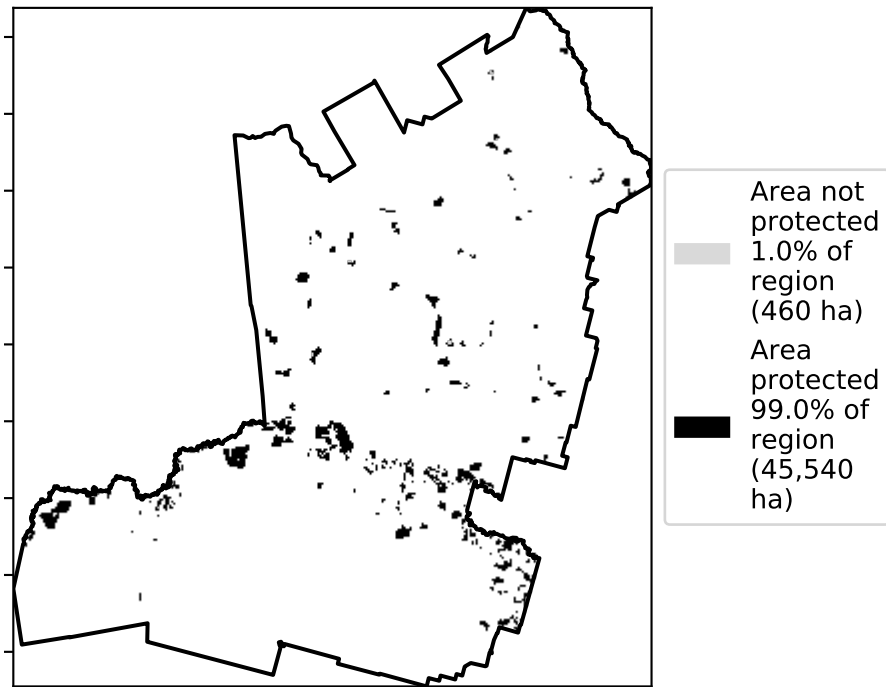 Area not
protected
1.0% of
region
(460 ha)
Area
protected
99.0% of
region
(45,540
ha)